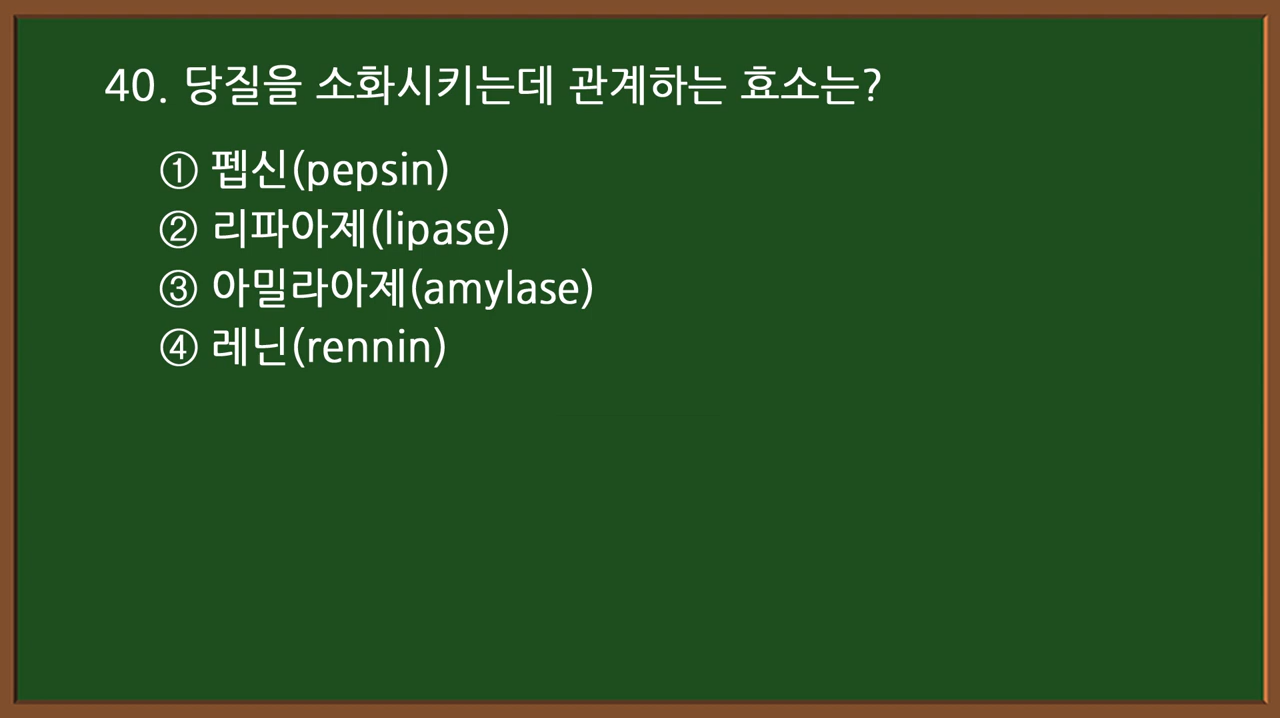 40. 당질을 소화시키는데 관계하는 효소는?
① 펩신(pepsin)
② 리파아제(lipase)
③ 아밀라아제(amylase)
④ 레닌(rennin)